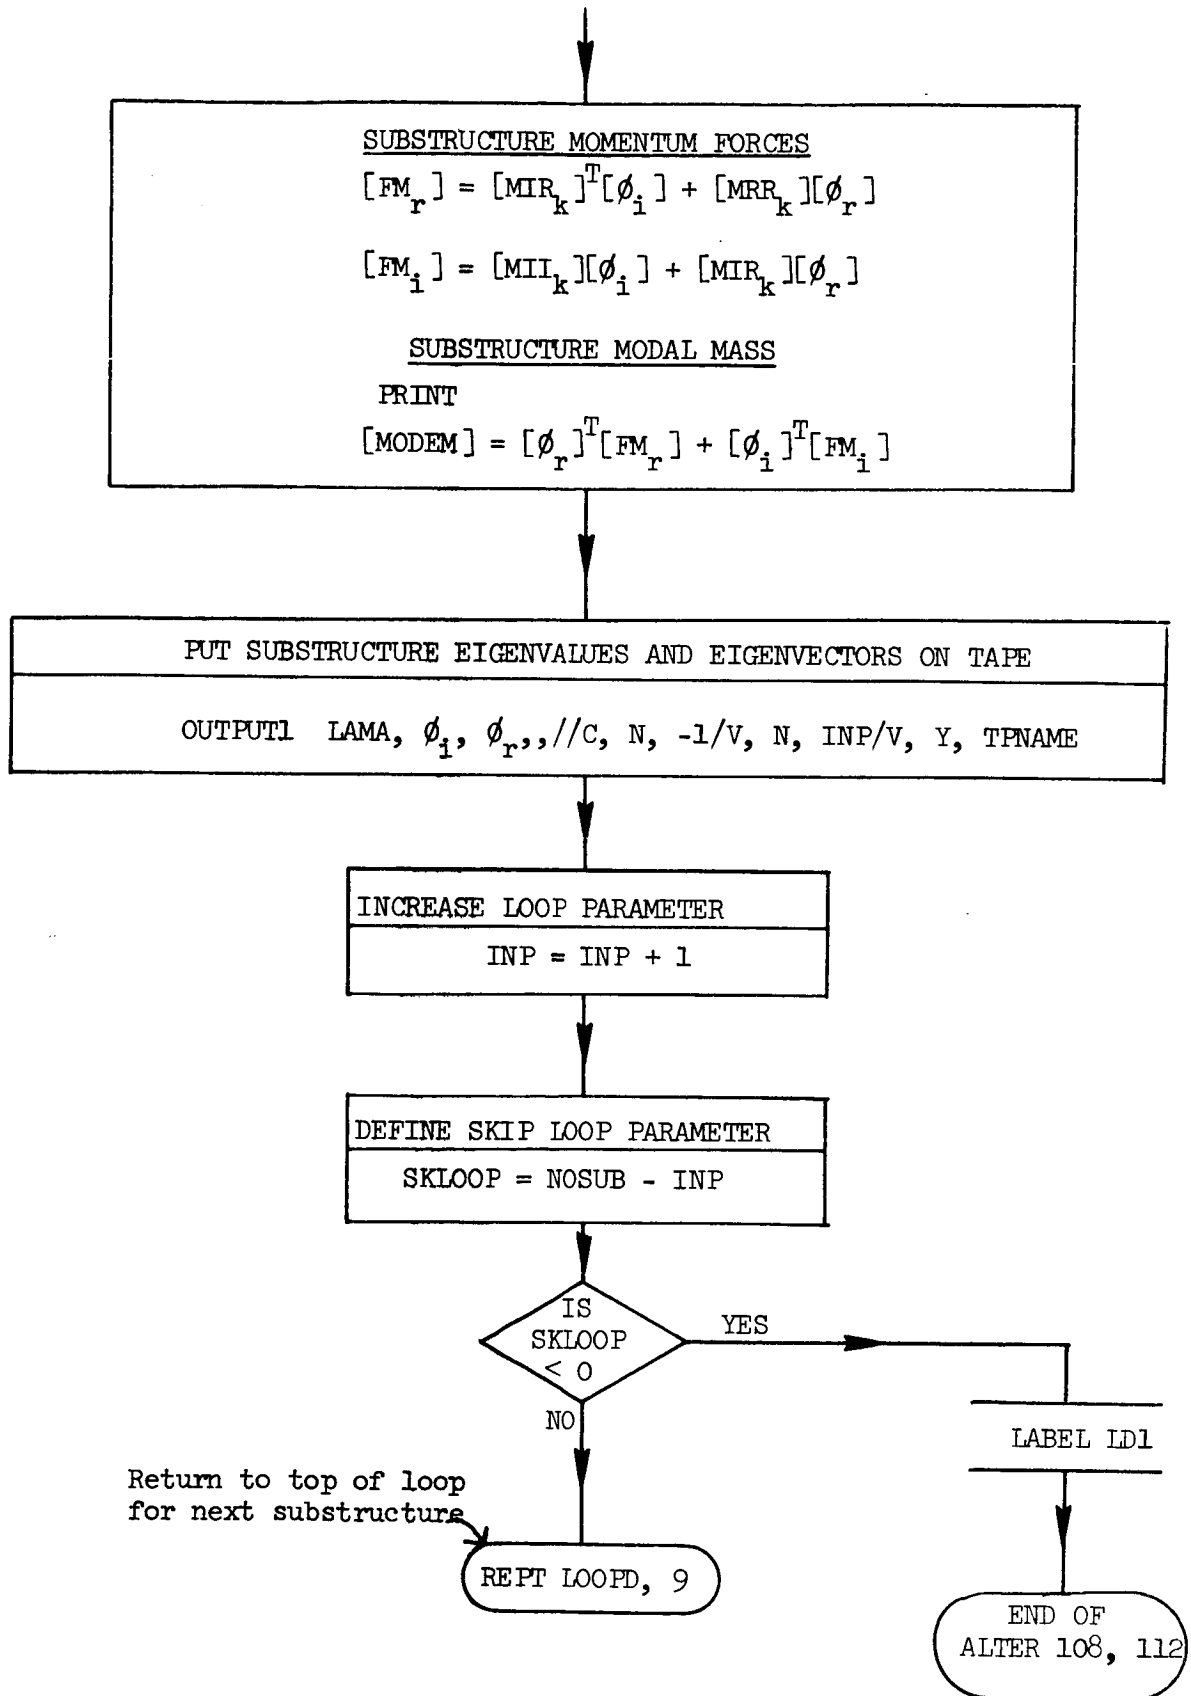 SUBSTRUCTURE MOMENTUM FORCES
[FM_r] = [MIR_k]^T[ø_i] + [MRR_k][ø_r]
[FM_i] = [MII_k][ø_i] + [MIR_k][ø_r]
SUBSTRUCTURE MODAL MASS
PRINT
[MODEM] = [ø_r]^T[FM_r] + [ø_i]^T[FM_i]
PUT SUBSTRUCTURE EIGENVALUES AND EIGENVECTORS ON TAPE
OUTPUT1 LAMA, ø_i, ø_r,,//C, N, -1/V, N, INP/V, Y, TPNAME
INCREASE LOOP PARAMETER
INP = INP + 1
DEFINE SKIP LOOP PARAMETER
SKLOOP = NOSUB - INP
IS
SKLOOP
< 0
YES
NO
LABEL LD1
Return to top of loop
for next substructure
REPT LOOPD, 9
END OF
ALTER 108, 112